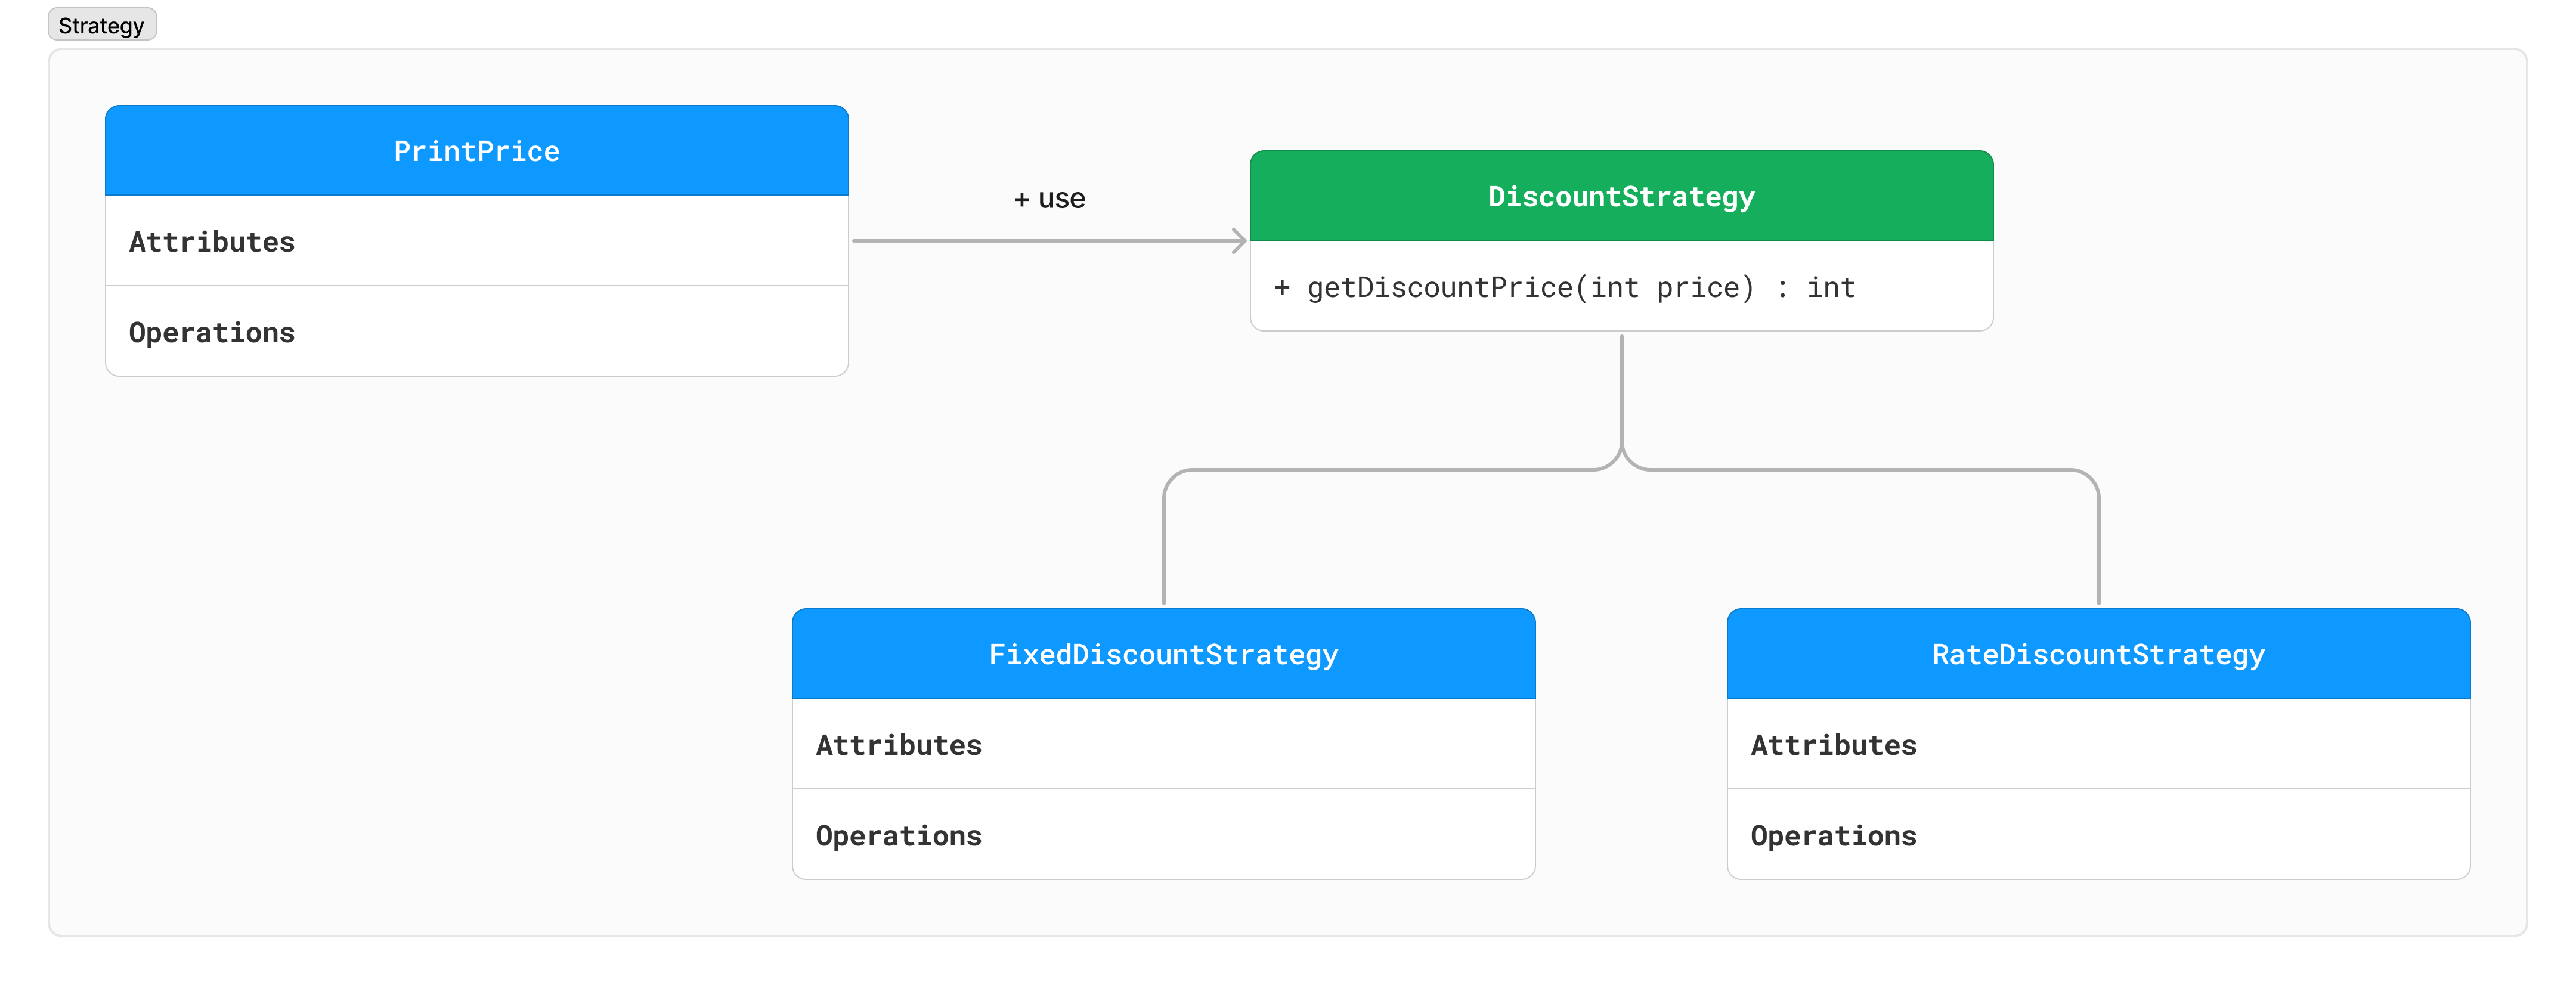 Strategy
PrintPrice
Attributes
Operations
+ use
DiscountStrategy
+ getDiscountPrice(int price) : int
FixedDiscountStrategy
Attributes
Operations
RateDiscountStrategy
Attributes
Operations